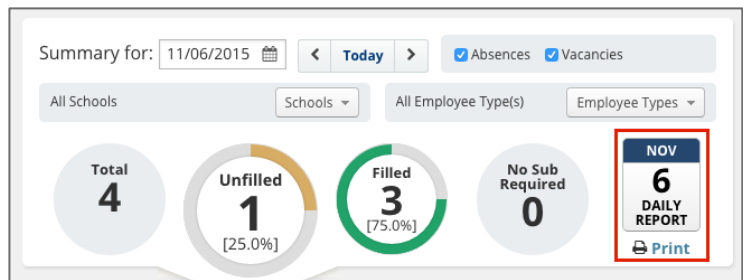 Summary for: 11/06/2015 Today Absences Vacancies
All Schools Schools All Employee Type(s) Employee Types
Total
4
Unfilled
1
[25.0%]
Filled
3
[75.0%]
No Sub
Required
0
NOV
6
DAILY
REPORT
Print